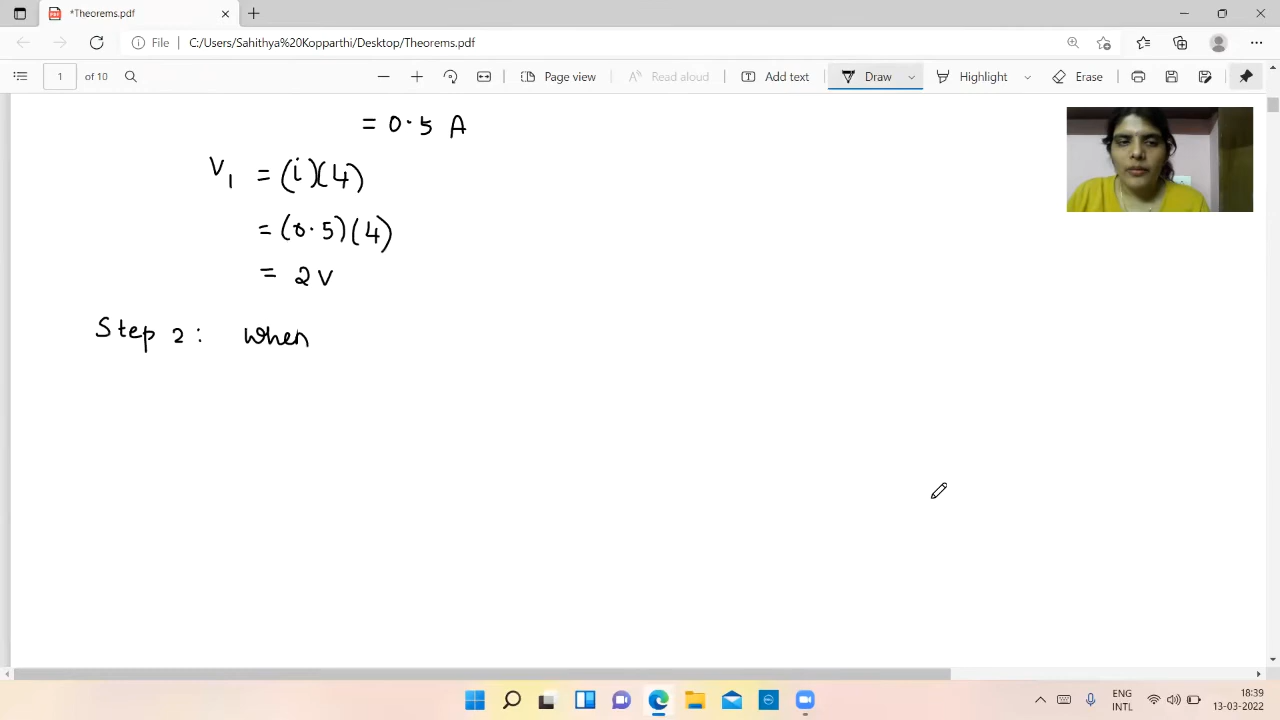 *Theorems.pdf
File C:/Users/Sahithya%20Kopparthi/Desktop/Theorems.pdf
1 of 10 Page view Read aloud Add text Draw Highlight Erase
= 0.5 A
V1 = (i)(4)
= (0.5)(4)
= 2V
Step 2: When
ENG 18:39
INTL 13-03-2022